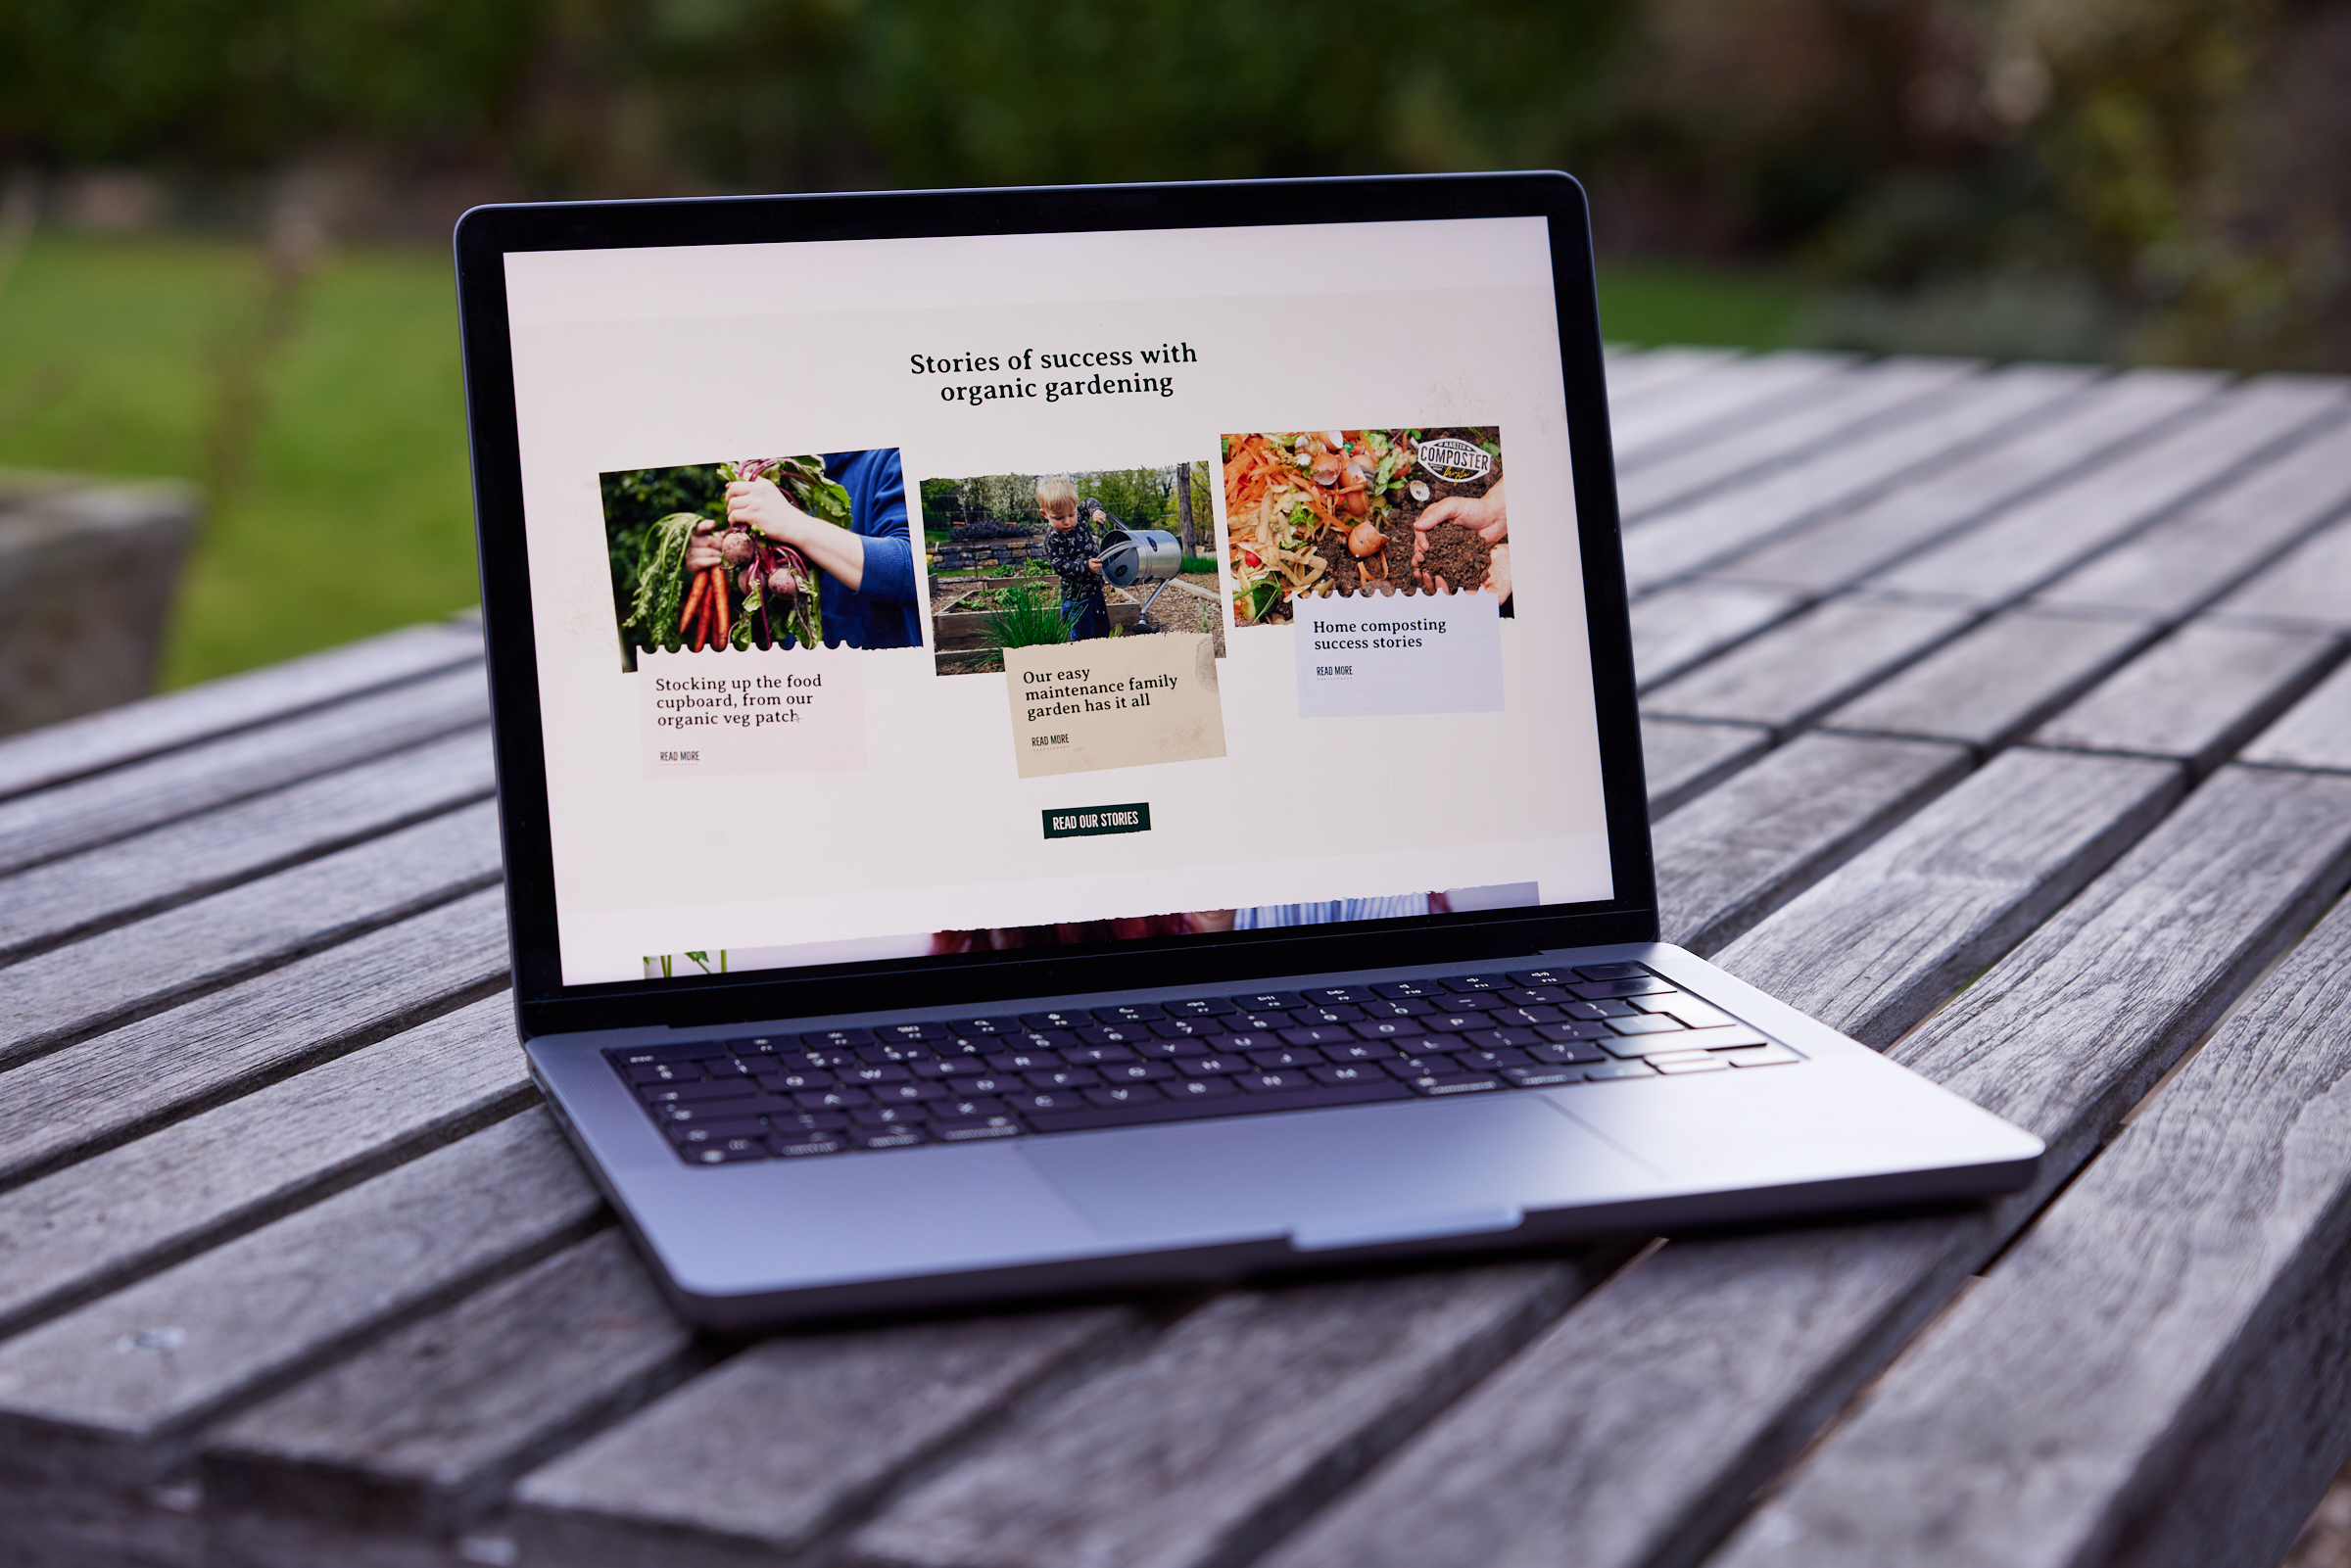 Stories of success with
organic gardening
MASTER
COMPOSTER
Stocking up the food
cupboard, from our
organic veg patch
READ MORE
Our easy
maintenance family
garden has it all
READ MORE
Home composting
success stories
READ MORE
READ OUR STORIES